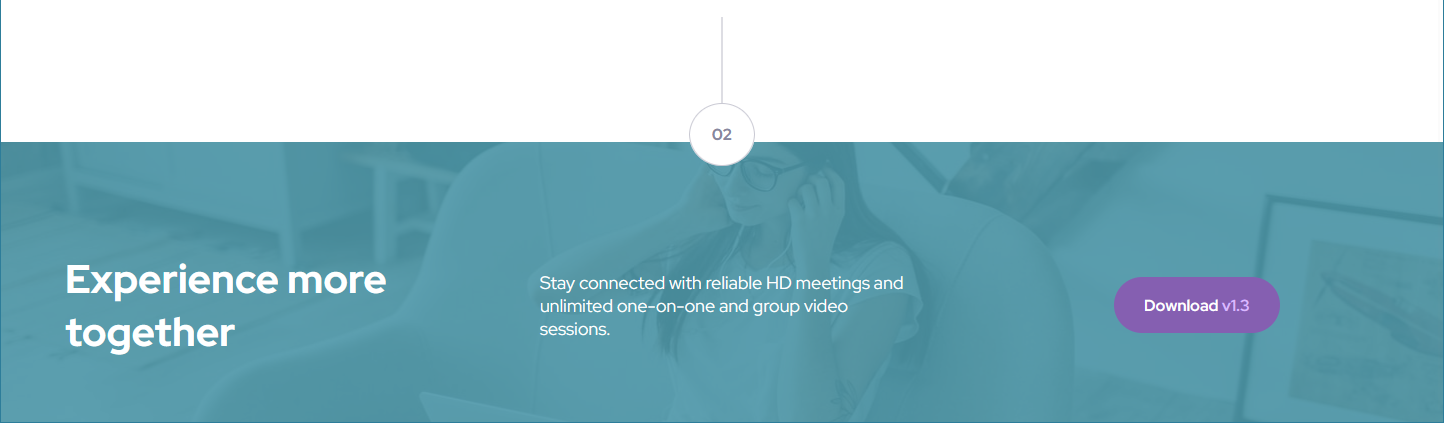 02
Experience more
together
Stay connected with reliable HD meetings and
unlimited one-on-one and group video
sessions.
Download v1.3